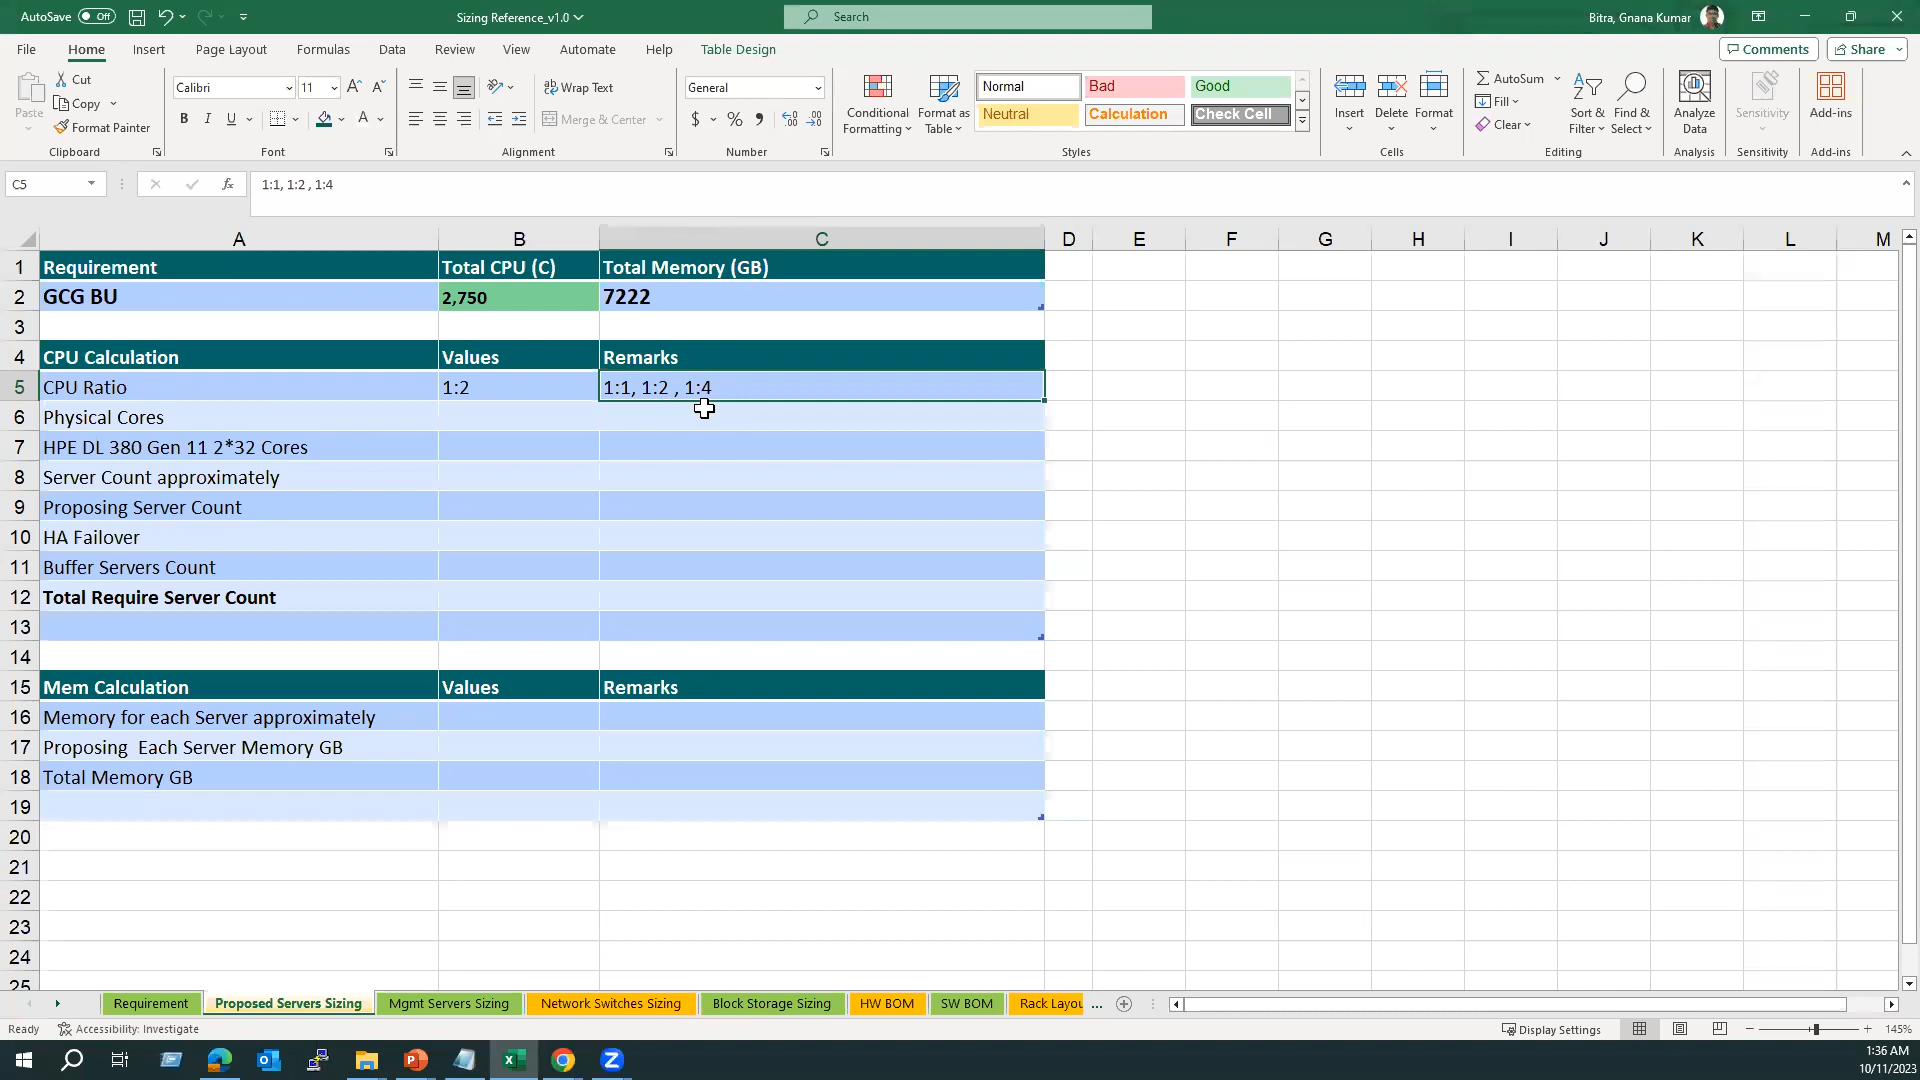 AutoSave Off Sizing Reference_v1.0 Search Bitra, Gnana Kumar
File Home Insert Page Layout Formulas Data Review View Automate Help Table Design Comments Share
Paste Cut Copy Format Painter Clipboard
Calibri 11 B I U A Font
Wrap Text Merge & Center Alignment
General $ % 9 Number
Conditional Formatting Format as Table Normal Bad Good Neutral Calculation Check Cell Styles
Insert Delete Format Cells
AutoSum Fill Clear Sort & Filter Find & Select Editing
Analyze Data Analysis
Sensitivity Sensitivity
Add-ins Add-ins
C5 fx 1:1, 1:2 , 1:4
A B C D E F G H I J K L M
1 Requirement Total CPU (C) Total Memory (GB)
2 GCG BU 2,750 7222
3
4 CPU Calculation Values Remarks
5 CPU Ratio 1:2 1:1, 1:2 , 1:4
6 Physical Cores
7 HPE DL 380 Gen 11 2*32 Cores
8 Server Count approximately
9 Proposing Server Count
10 HA Failover
11 Buffer Servers Count
12 Total Require Server Count
13
14
15 Mem Calculation Values Remarks
16 Memory for each Server approximately
17 Proposing  Each Server Memory GB
18 Total Memory GB
19
20
21
22
23
24
25
Requirement Proposed Servers Sizing Mgmt Servers Sizing Network Switches Sizing Block Storage Sizing HW BOM SW BOM Rack Layou ...
Ready Accessibility: Investigate Display Settings 145%
1:36 AM
10/11/2023